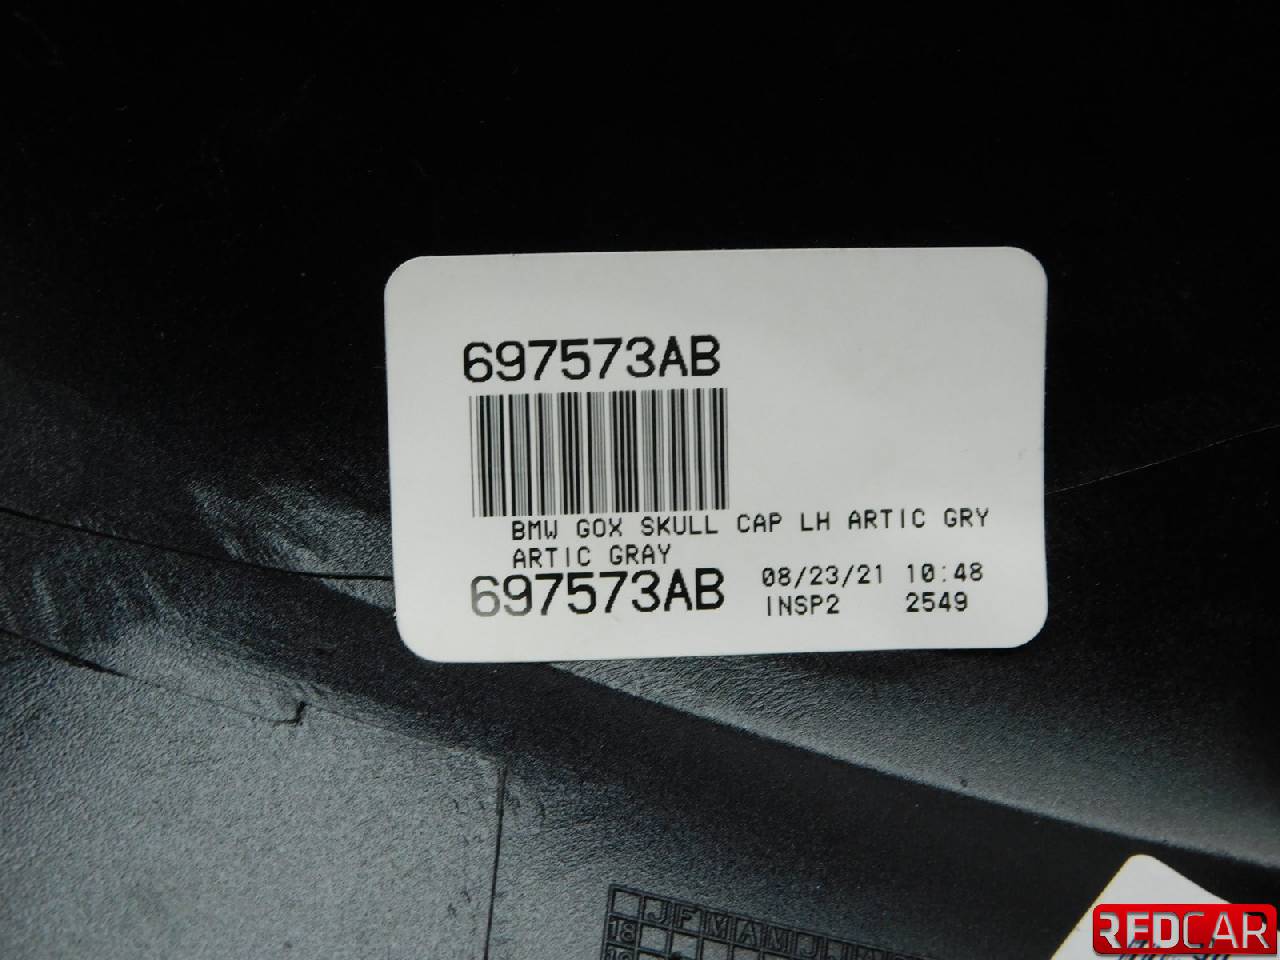 697573AB
BMW GOX SKULL CAP LH ARTIC GRY
ARTIC GRAY
697573AB 08/23/21 10:48
INSP2 2549
J F M A M J
18
REDCAR